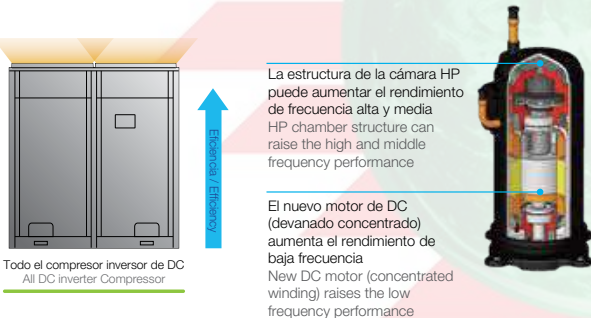 Eficiencia / Efficiency
Todo el compresor inversor de DC
All DC inverter Compressor
La estructura de la cámara HP
puede aumentar el rendimiento
de frecuencia alta y media
HP chamber structure can
raise the high and middle
frequency performance
El nuevo motor de DC
(devanado concentrado)
aumenta el rendimiento de
baja frecuencia
New DC motor (concentrated
winding) raises the low
frequency performance